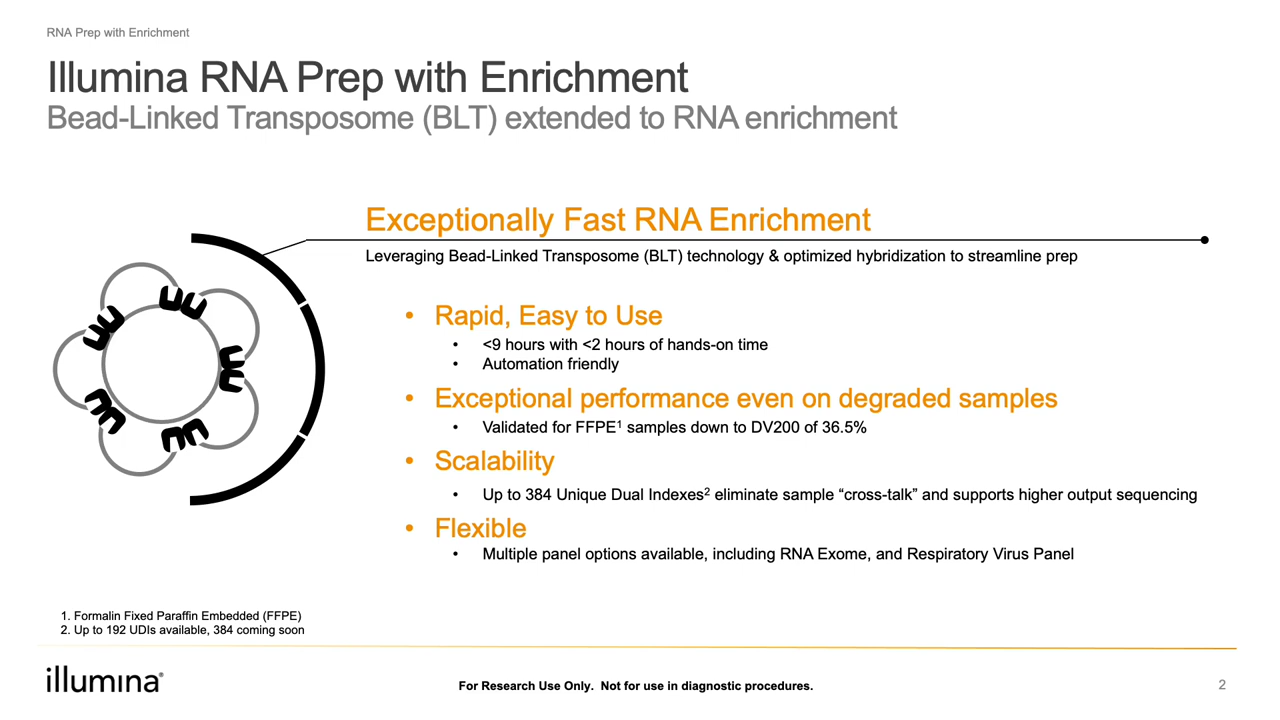 RNA Prep with Enrichment
Illumina RNA Prep with Enrichment
Bead-Linked Transposome (BLT) extended to RNA enrichment
Exceptionally Fast RNA Enrichment
Leveraging Bead-Linked Transposome (BLT) technology & optimized hybridization to streamline prep
• Rapid, Easy to Use
• <9 hours with <2 hours of hands-on time
• Automation friendly
• Exceptional performance even on degraded samples
• Validated for FFPE¹ samples down to DV200 of 36.5%
• Scalability
• Up to 384 Unique Dual Indexes² eliminate sample “cross-talk” and supports higher output sequencing
• Flexible
• Multiple panel options available, including RNA Exome, and Respiratory Virus Panel
1. Formalin Fixed Paraffin Embedded (FFPE)
2. Up to 192 UDIs available, 384 coming soon
illumina®
For Research Use Only. Not for use in diagnostic procedures.
2